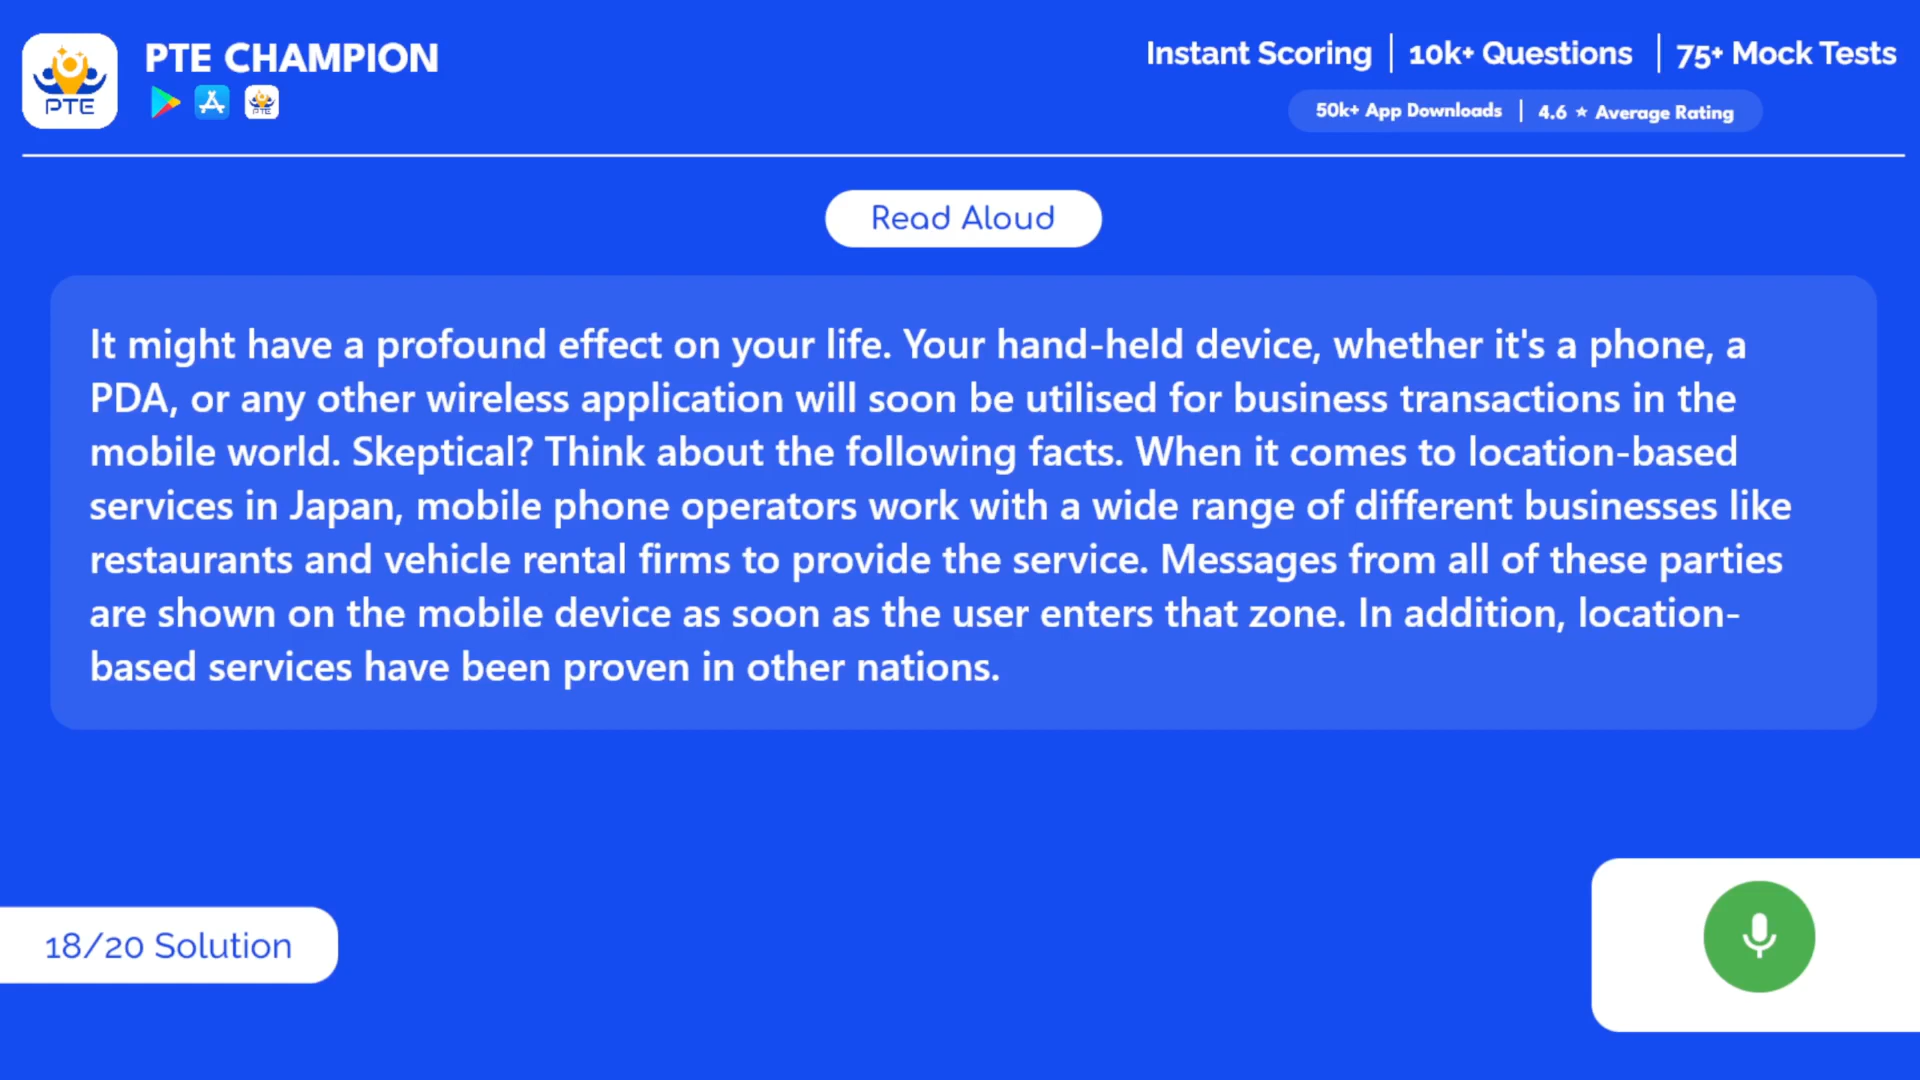 PTE CHAMPION
PTE
PTE
Instant Scoring | 10k+ Questions | 75+ Mock Tests
50k+ App Downloads | 4.6 ★ Average Rating
Read Aloud
It might have a profound effect on your life. Your hand-held device, whether it's a phone, a
PDA, or any other wireless application will soon be utilised for business transactions in the
mobile world. Skeptical? Think about the following facts. When it comes to location-based
services in Japan, mobile phone operators work with a wide range of different businesses like
restaurants and vehicle rental firms to provide the service. Messages from all of these parties
are shown on the mobile device as soon as the user enters that zone. In addition, location-
based services have been proven in other nations.
18/20 Solution